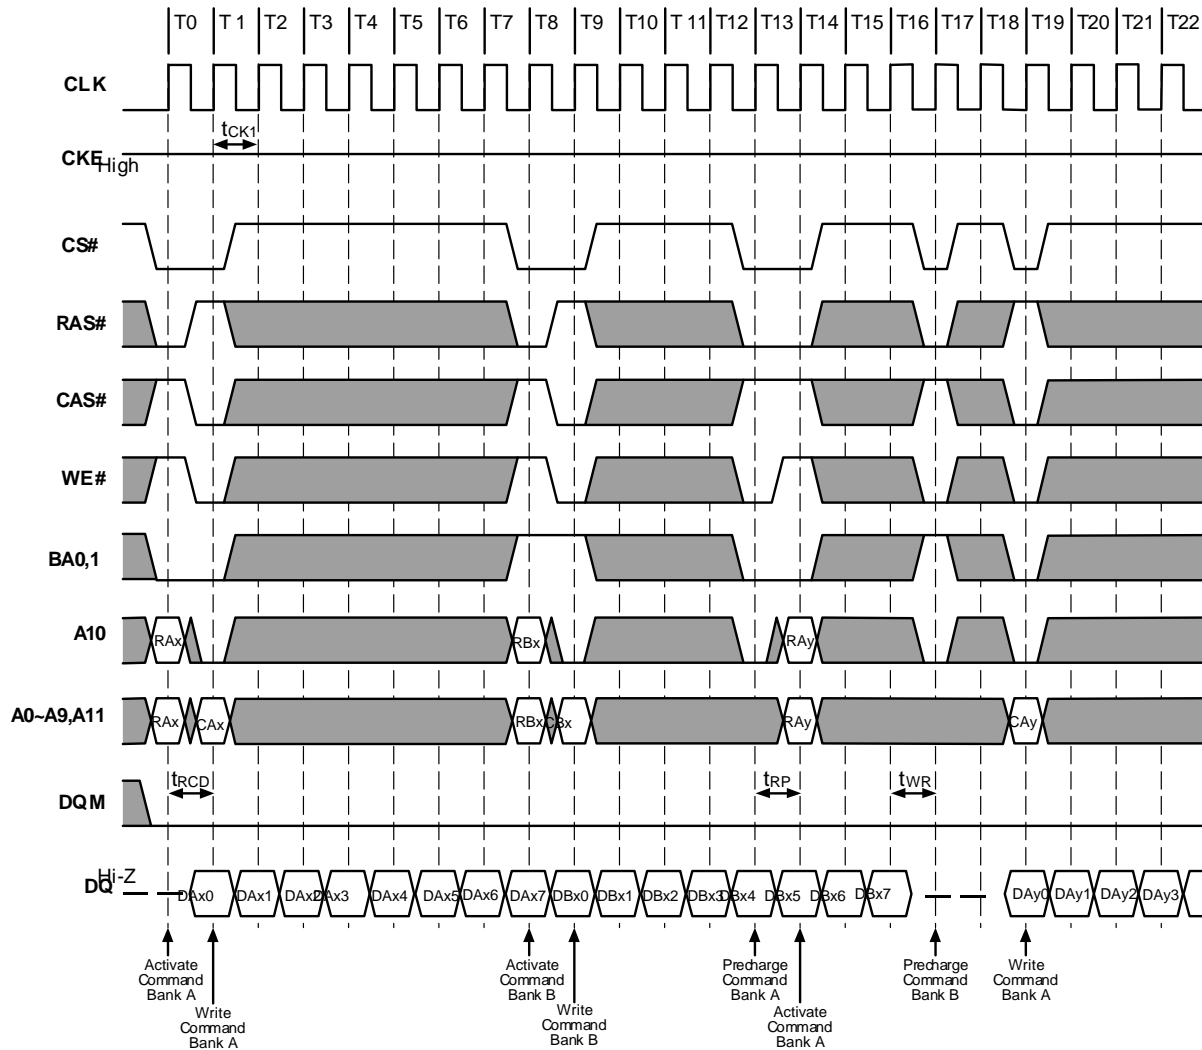 T0 T 1 T2 T3 T4 T5 T6 T7 T8 T9 T10 T 11 T12 T13 T14 T15 T16 T17 T18 T19 T20 T21 T22
CLK
tCK1
CKE High
CS#
RAS#
CAS#
WE#
BA0,1
A10 RAx RBx RAy
A0~A9,A11 RAx CAx RBx CBx RAy CAy
tRCD tRP tWR
DQM
Hi-Z
DQ DAx0 DAx1 DAx2 DAx3 DAx4 DAx5 DAx6 DAx7 DBx0 DBx1 DBx2 DBx3 DBx4 DBx5 DBx6 DBx7 DAy0 DAy1 DAy2 DAy3
Activate
Command
Bank A
Write
Command
Bank A
Activate
Command
Bank B
Write
Command
Bank B
Precharge
Command
Bank A
Activate
Command
Bank A
Precharge
Command
Bank B
Write
Command
Bank A